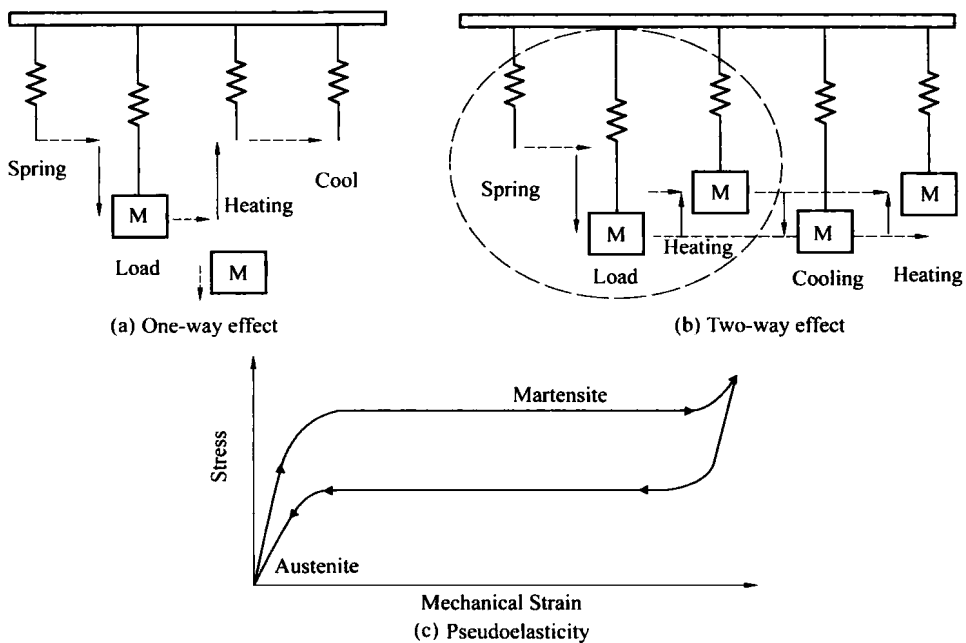 Spring
M
Load
Heating
M
Cool
(a) One-way effect
Spring
M
Load
Heating
M
M
Cooling
M
Heating
(b) Two-way effect
Stress
Martensite
Austenite
Mechanical Strain
(c) Pseudoelasticity